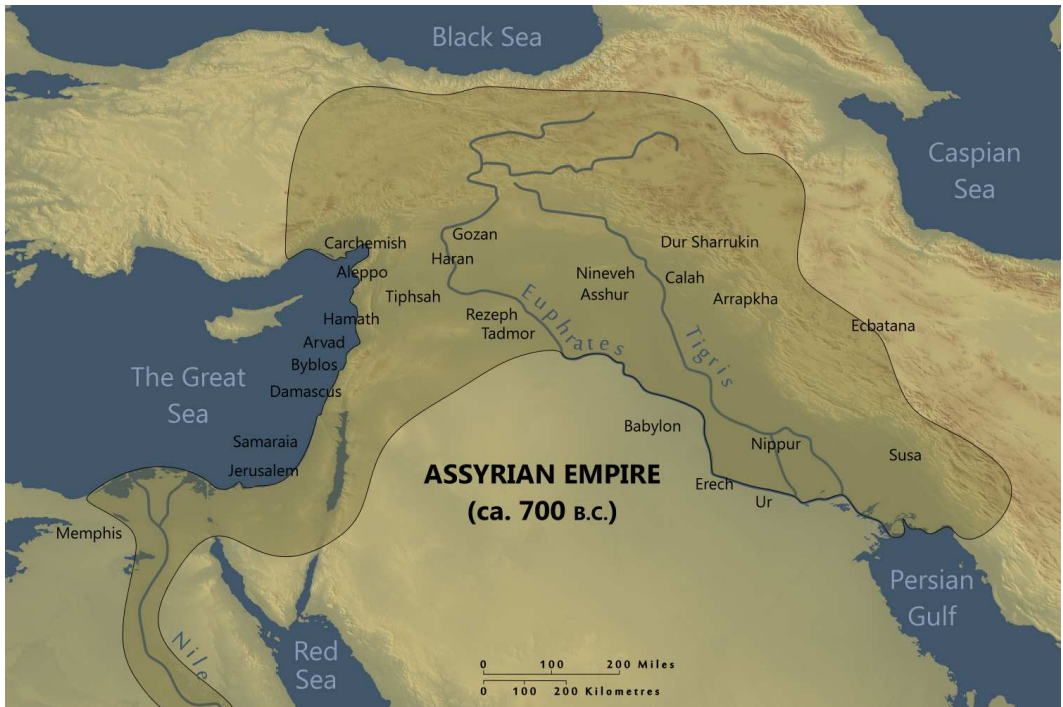 Black Sea
Caspian
Sea
Carchemish
Gozan
Dur Sharrukin
Haran
Aleppo
Nineveh
Calah
Tiphsah
Asshur
Arrapkha
Euphrates
Hamath
Rezeph
Tadmor
Ecbatana
Arvad
Tigris
Byblos
The Great
Sea
Damascus
Babylon
Samaraia
Nippur
Susa
Jerusalem
ASSYRIAN EMPIRE
(ca. 700 B.C.)
Erech
Ur
Memphis
Persian
Gulf
Nile
Red
Sea
0 100 200 Miles
0 100 200 Kilometres